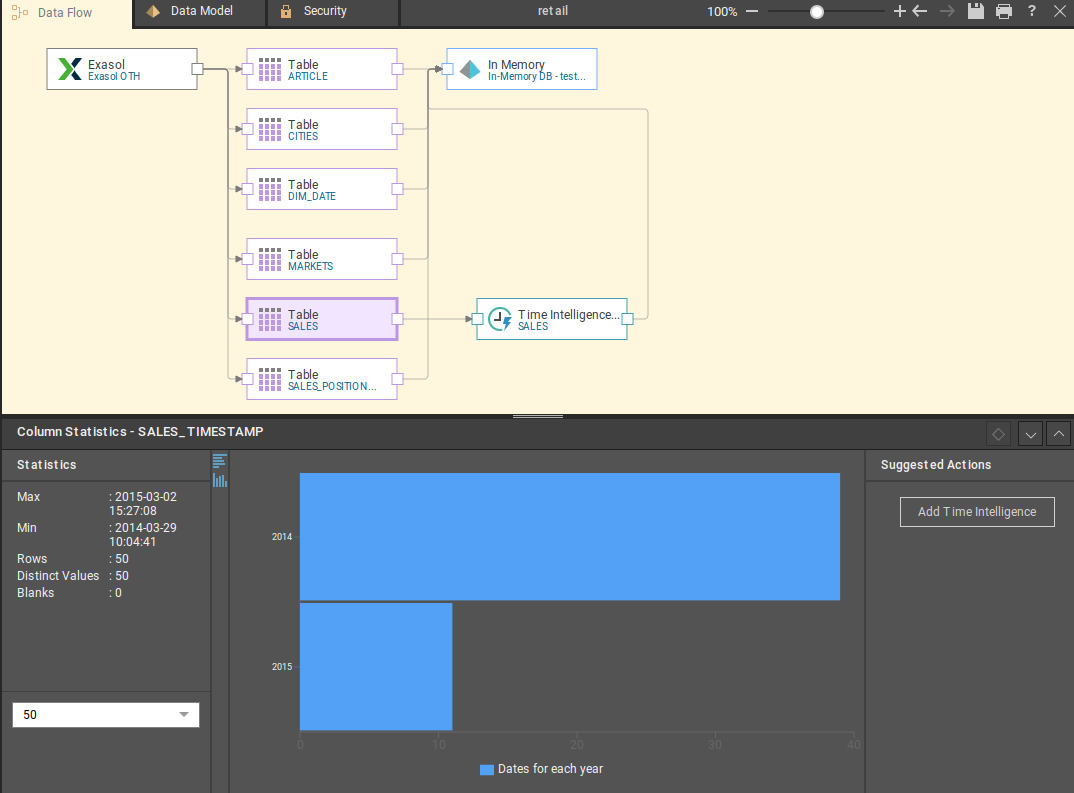 Data Flow
Data Model
Security
retail
100%
?
Exasol
Exasol OTH
Table
ARTICLE
In Memory
In-Memory DB - test...
Table
CITIES
Table
DIM_DATE
Table
MARKETS
Table
SALES
Time Intelligence...
SALES
Table
SALES_POSITION...
Column Statistics - SALES_TIMESTAMP
Statistics
Max : 2015-03-02
15:27:08
Min : 2014-03-29
10:04:41
Rows : 50
Distinct Values : 50
Blanks : 0
50
2014
2015
0 10 20 30 40
Dates for each year
Suggested Actions
Add Time Intelligence